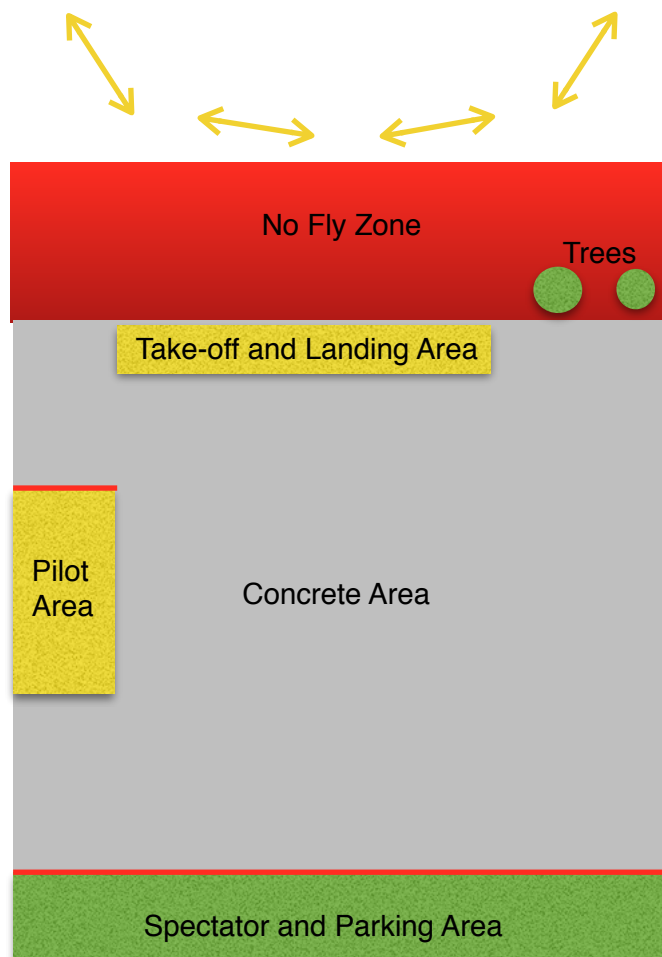 No Fly Zone
Trees
Take-off and Landing Area
Pilot
Area
Concrete Area
Spectator and Parking Area